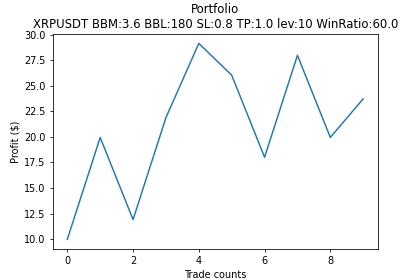 Portfolio
XRPUSDT BBM:3.6 BBL:180 SL:0.8 TP:1.0 lev:10 WinRatio:60.0
30.0
27.5
25.0
22.5
20.0
17.5
15.0
12.5
10.0
Profit ($)
0 2 4 6 8
Trade counts